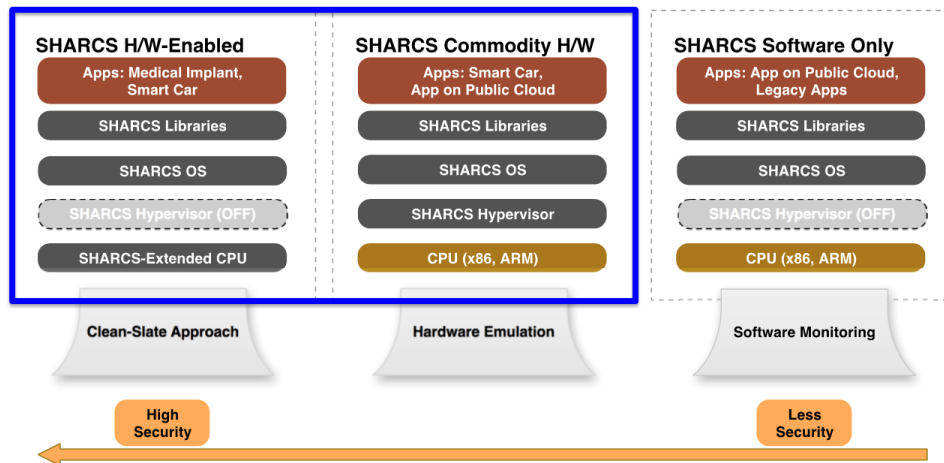 SHARCS H/W-Enabled
Apps: Medical Implant,
Smart Car
SHARCS Libraries
SHARCS OS
SHARCS Hypervisor (OFF)
SHARCS-Extended CPU
Clean-Slate Approach
SHARCS Commodity H/W
Apps: Smart Car,
App on Public Cloud
SHARCS Libraries
SHARCS OS
SHARCS Hypervisor
CPU (x86, ARM)
Hardware Emulation
SHARCS Software Only
Apps: App on Public Cloud,
Legacy Apps
SHARCS Libraries
SHARCS OS
SHARCS Hypervisor (OFF)
CPU (x86, ARM)
Software Monitoring
High
Security
Less
Security